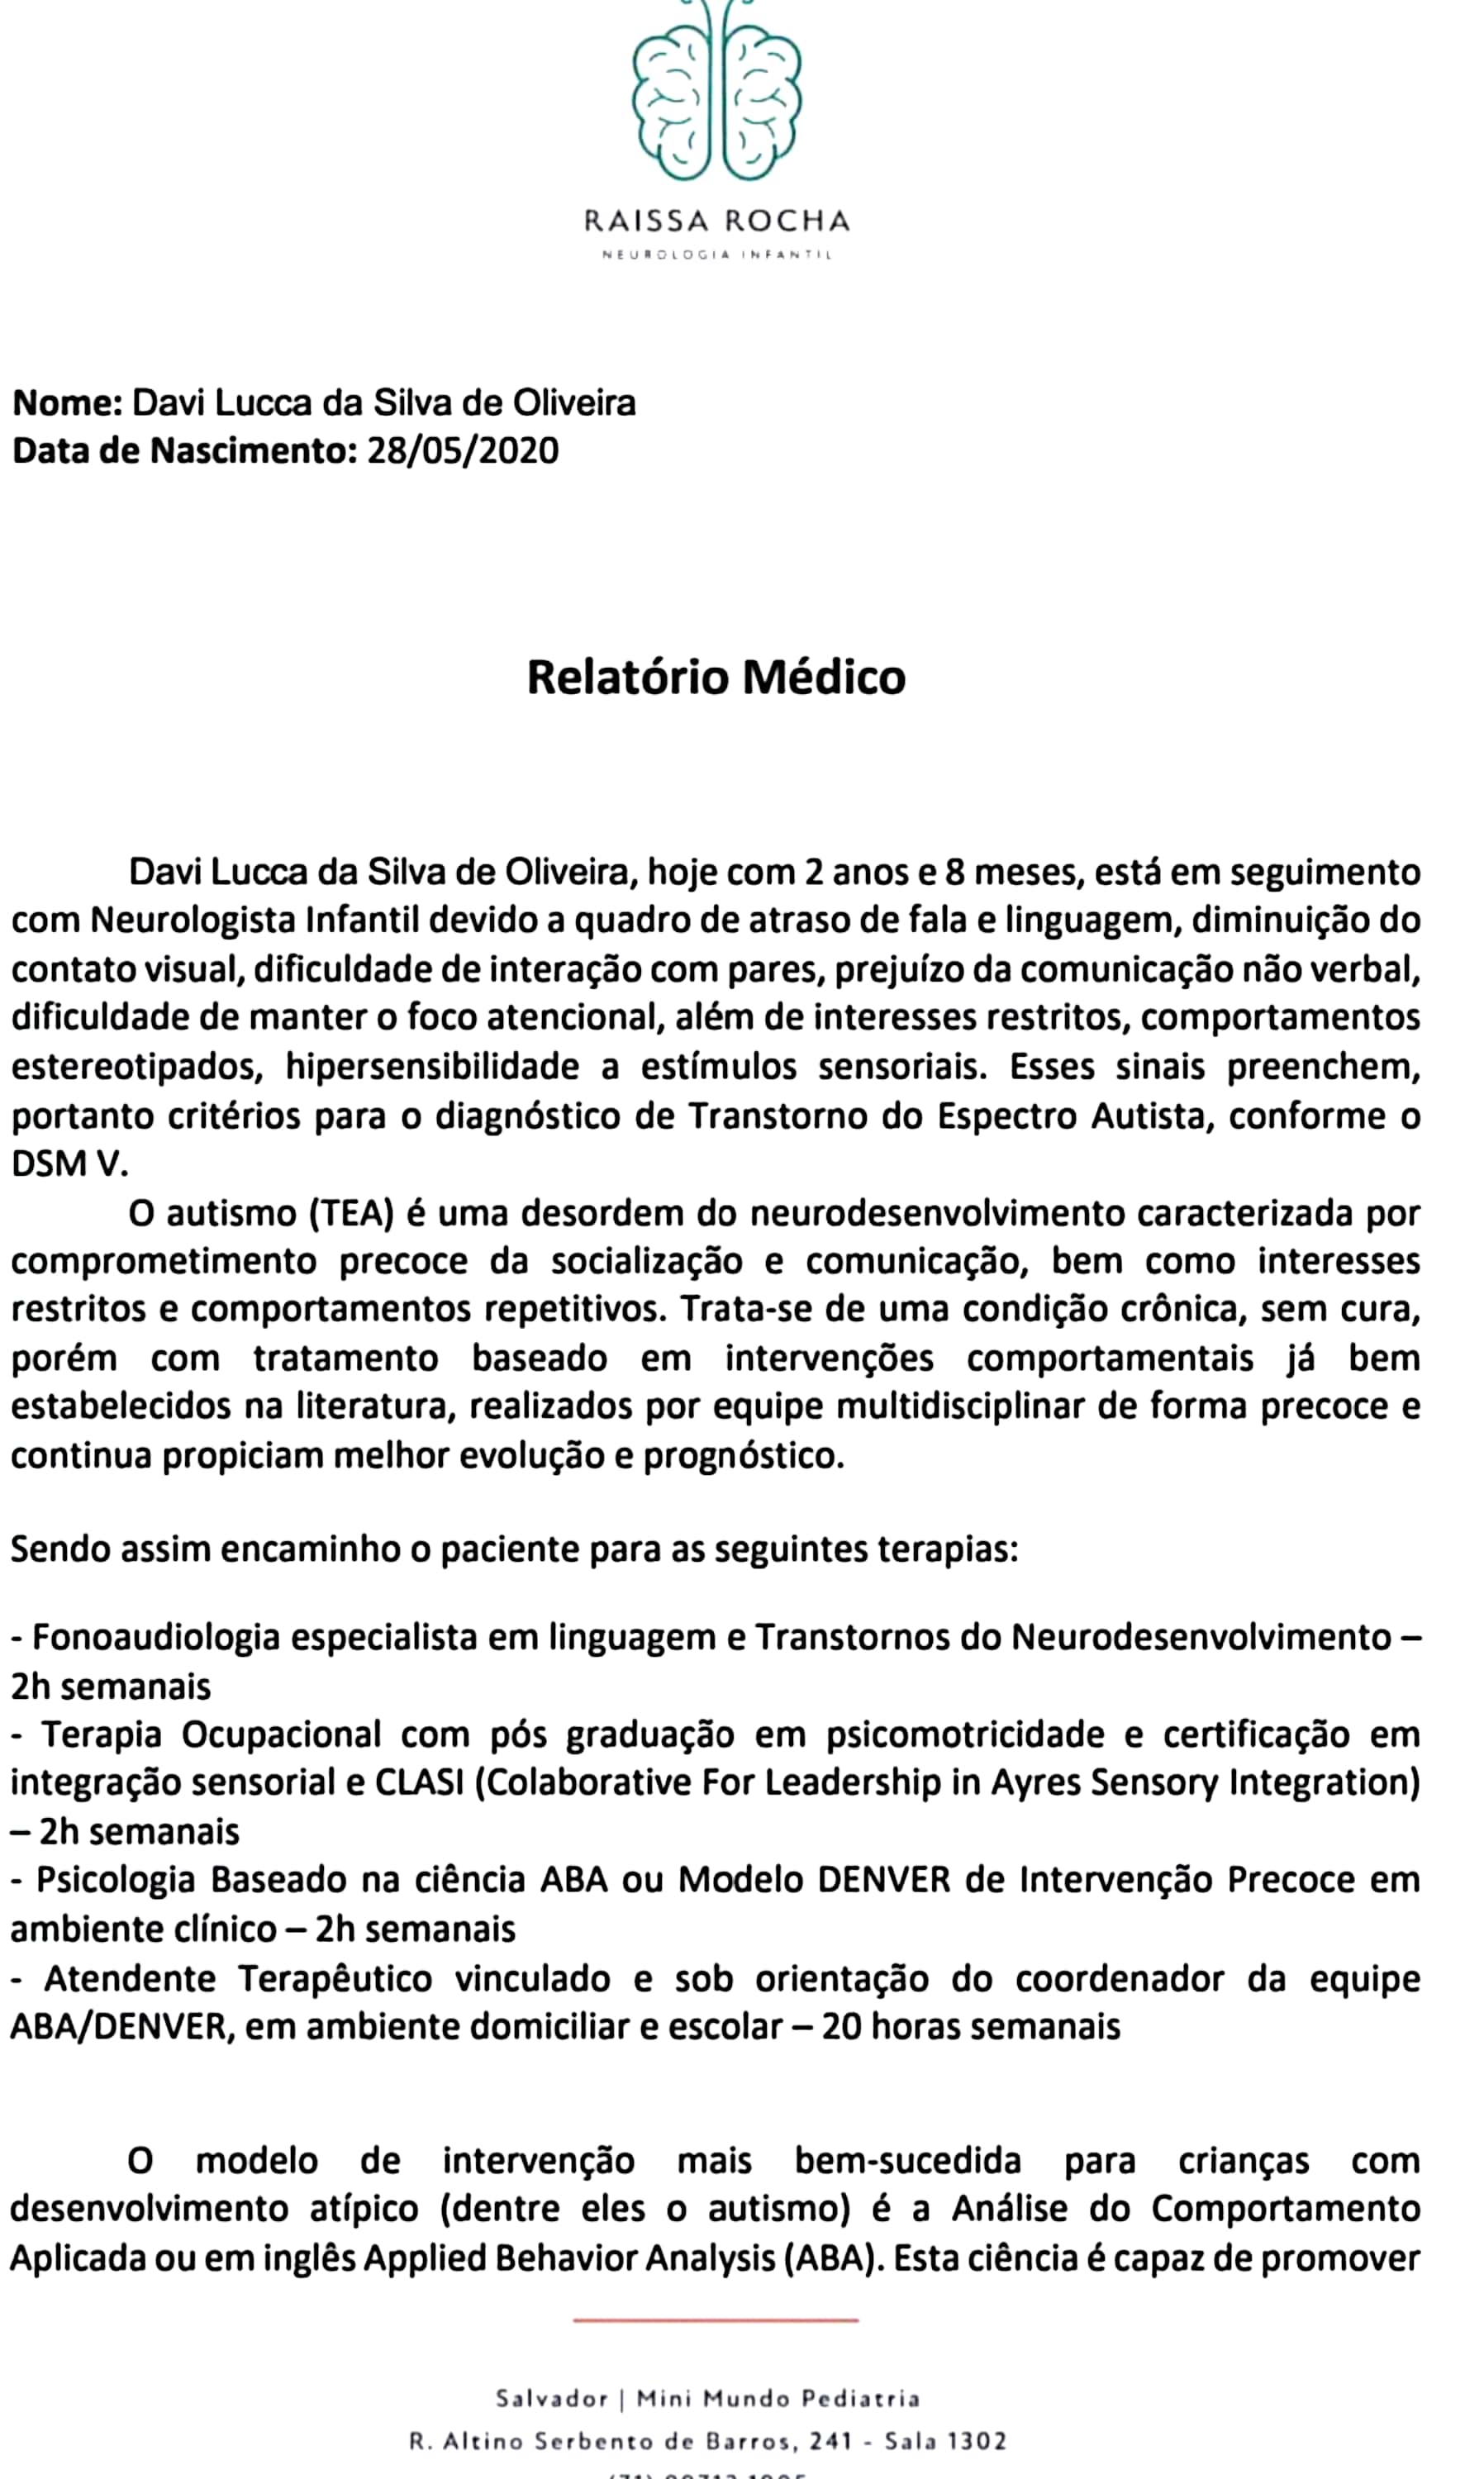 RAISSA ROCHA
NEUROLOGIA INFANTIL
Nome: Davi Lucca da Silva de Oliveira
Data de Nascimento: 28/05/2020
Relatório Médico
Davi Lucca da Silva de Oliveira, hoje com 2 anos e 8 meses, está em seguimento
com Neurologista Infantil devido a quadro de atraso de fala e linguagem, diminuição do
contato visual, dificuldade de interação com pares, prejuízo da comunicação não verbal,
dificuldade de manter o foco atencional, além de interesses restritos, comportamentos
estereotipados, hipersensibilidade a estímulos sensoriais. Esses sinais preenchem,
portanto critérios para o diagnóstico de Transtorno do Espectro Autista, conforme o
DSM V.
O autismo (TEA) é uma desordem do neurodesenvolvimento caracterizada por
comprometimento precoce da socialização e comunicação, bem como interesses
restritos e comportamentos repetitivos. Trata-se de uma condição crônica, sem cura,
porém com tratamento baseado em intervenções comportamentais já bem
estabelecidos na literatura, realizados por equipe multidisciplinar de forma precoce e
continua propiciam melhor evolução e prognóstico.
Sendo assim encaminho o paciente para as seguintes terapias:
- Fonoaudiologia especialista em linguagem e Transtornos do Neurodesenvolvimento –
2h semanais
- Terapia Ocupacional com pós graduação em psicomotricidade e certificação em
integração sensorial e CLASI (Colaborative For Leadership in Ayres Sensory Integration)
– 2h semanais
- Psicologia Baseado na ciência ABA ou Modelo DENVER de Intervenção Precoce em
ambiente clínico – 2h semanais
- Atendente Terapêutico vinculado e sob orientação do coordenador da equipe
ABA/DENVER, em ambiente domiciliar e escolar – 20 horas semanais
O modelo de intervenção mais bem-sucedida para crianças com
desenvolvimento atípico (dentre eles o autismo) é a Análise do Comportamento
Aplicada ou em inglês Applied Behavior Analysis (ABA). Esta ciência é capaz de promover
Salvador | Mini Mundo Pediatria
R. Altino Serbento de Barros, 241 - Sala 1302